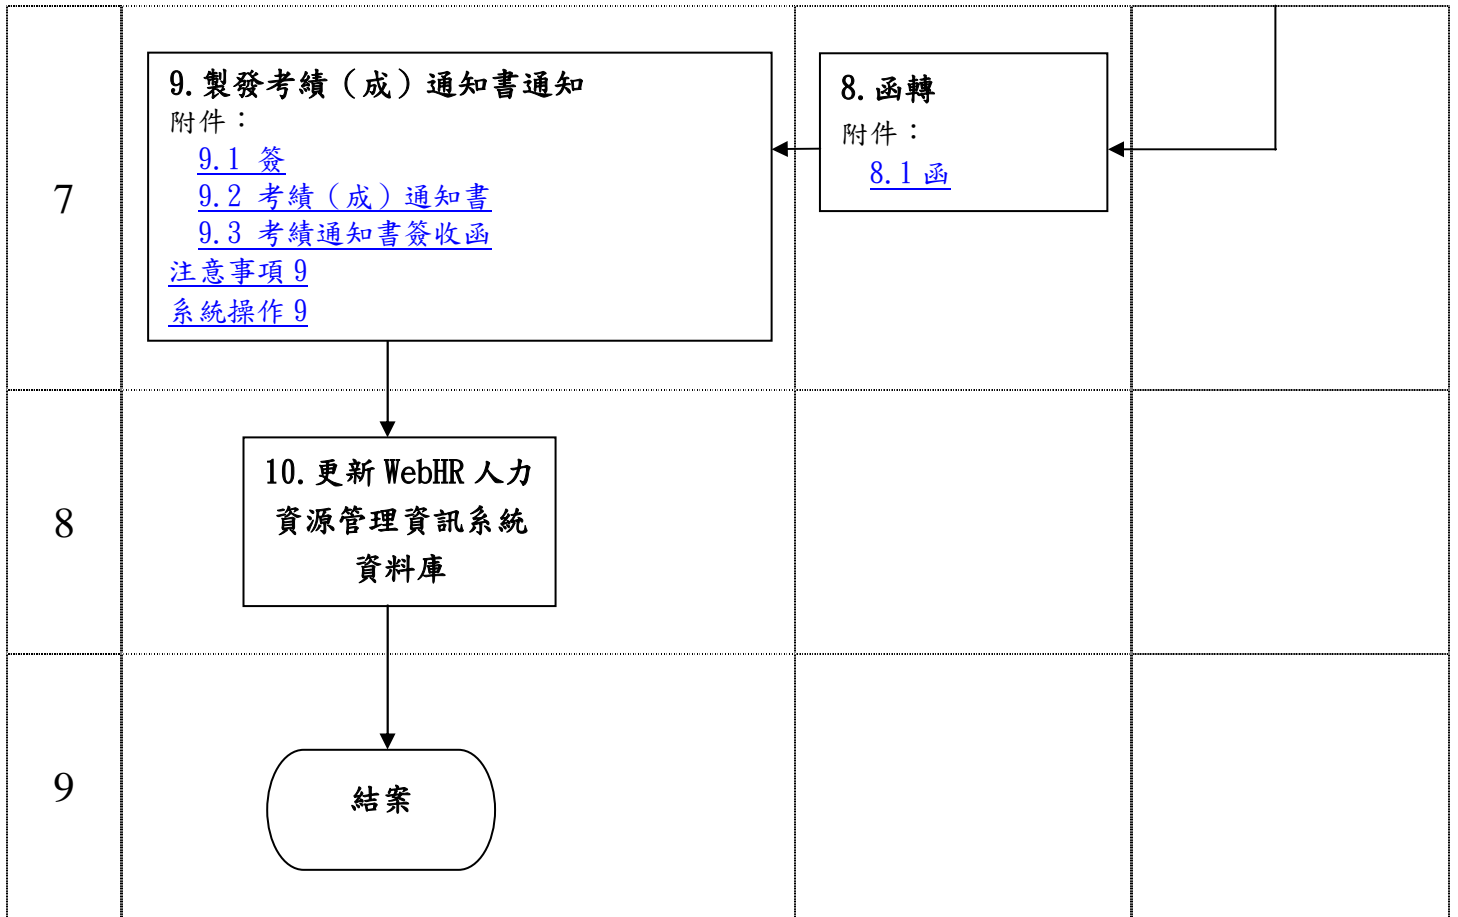 7
9.製發考績（成）通知書通知
附件：
9.1 簽
9.2 考績（成）通知書
9.3 考績通知書簽收函
注意事項 9
系統操作 9
8.函轉
附件：
8.1 函
8
10.更新 WebHR 人力
資源管理資訊系統
資料庫
9
結案